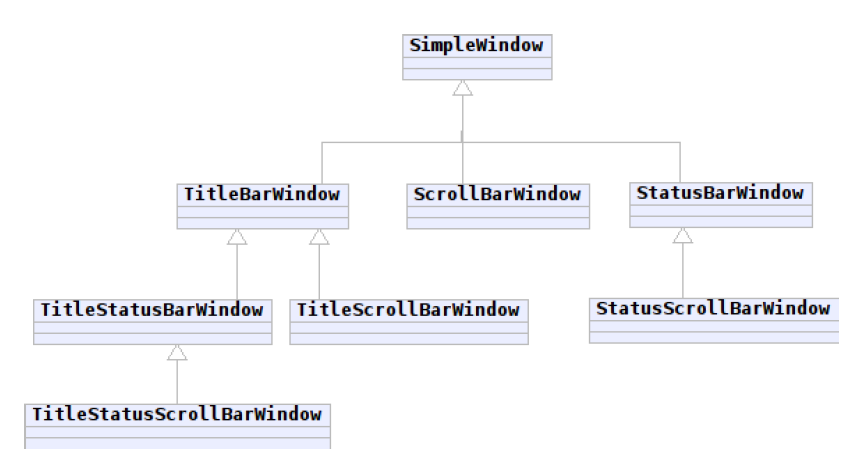 SimpleWindow
TitleBarWindow
ScrollBarWindow
StatusBarWindow
TitleStatusBarWindow
TitleScrollBarWindow
StatusScrollBarWindow
TitleStatusScrollBarWindow